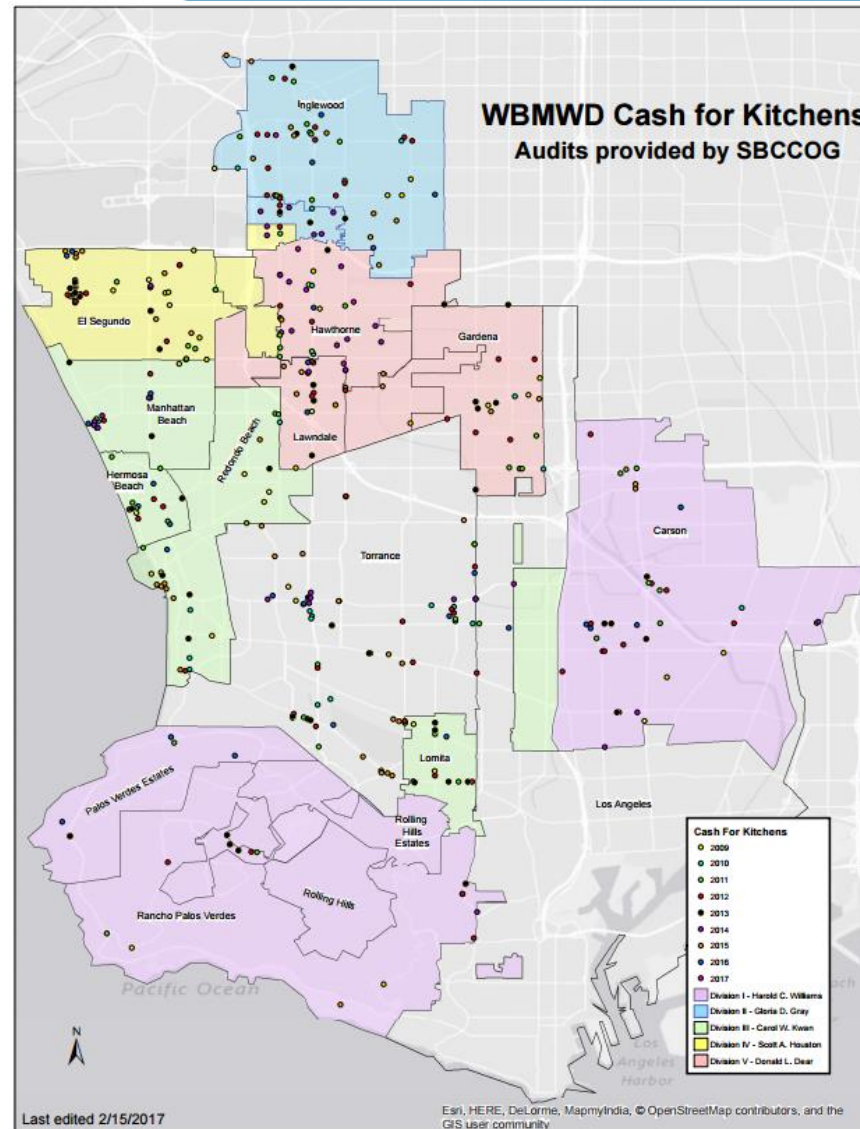 WBMWD Cash for Kitchens
Audits provided by SBCCOG
Inglewood
El Segundo
Hawthorne
Gardena
Manhattan
Beach
Redondo Beach
Lawndale
Hermosa
Beach
Torrance
Carson
Lomita
Palos Verdes Estates
Rolling
Hills
Estates
Los Angeles
Rolling Hills
Rancho Palos Verdes
Pacific Ocean
Los
Angeles
Harbor
Cash For Kitchens
2009
2010
2011
2012
2013
2014
2015
2016
2017
Division I - Harold C. Williams
Division II - Gloria D. Gray
Division III - Carol W. Kwan
Division IV - Scott A. Houston
Division V - Donald L. Dear
N
Last edited 2/15/2017
Esri, HERE, DeLorme, MapmyIndia, © OpenStreetMap contributors, and the
GIS user community